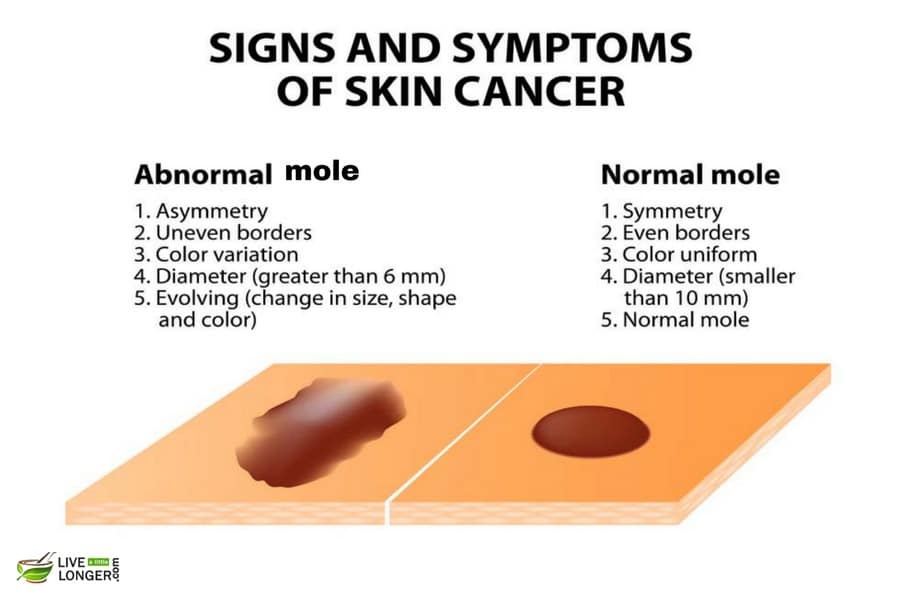 SIGNS AND SYMPTOMS
OF SKIN CANCER
Abnormal mole
1. Asymmetry
2. Uneven borders
3. Color variation
4. Diameter (greater than 6 mm)
5. Evolving (change in size, shape
and color)
Normal mole
1. Symmetry
2. Even borders
3. Color uniform
4. Diameter (smaller
than 10 mm)
5. Normal mole
LIVE a little
LONGER.com